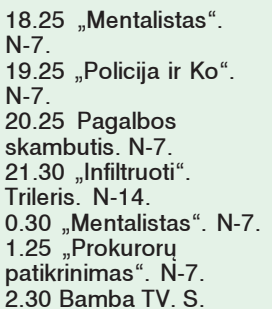 18.25 „Mentalistas“.
N-7.
19.25 „Policija ir Ko“.
N-7.
20.25 Pagalbos
skambutis. N-7.
21.30 „Infiltruoti“.
Trileris. N-14.
0.30 „Mentalistas“. N-7.
1.25 „Prokurorų
patikrinimas“. N-7.
2.30 Bamba TV. S.